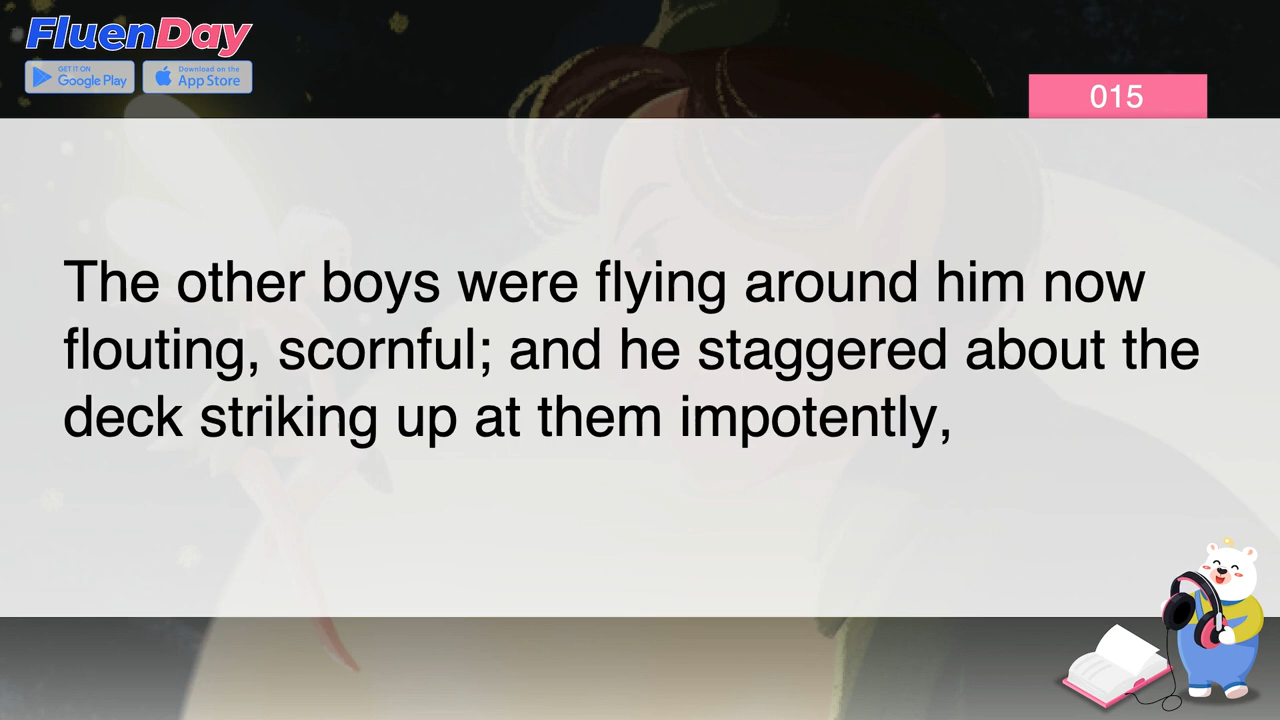 FluenDay
GET IT ON
Google Play
Download on the
App Store
015
The other boys were flying around him now
flouting, scornful; and he staggered about the
deck striking up at them impotently,